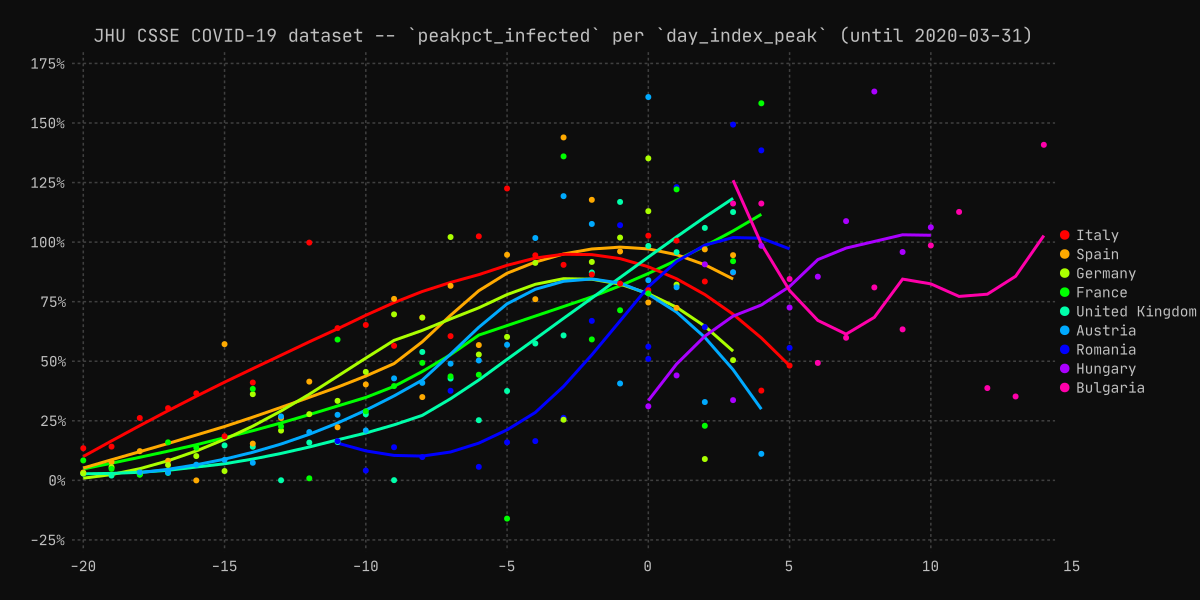 JHU CSSE COVID-19 dataset -- `peakpct_infected` per `day_index_peak` (until 2020-03-31)
175%
150%
125%
100%
75%
50%
25%
0%
-25%
-20
-15
-10
-5
0
5
10
15
Italy
Spain
Germany
France
United Kingdom
Austria
Romania
Hungary
Bulgaria